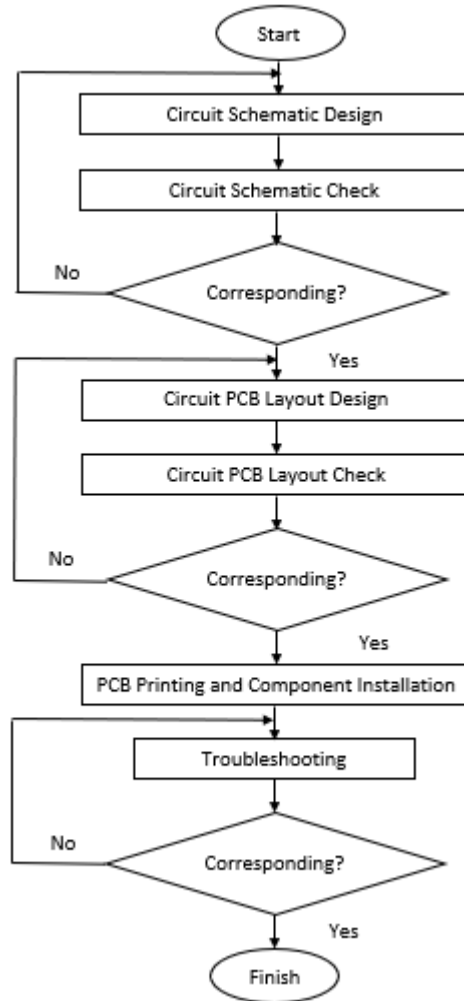 Start
Circuit Schematic Design
Circuit Schematic Check
No
Corresponding?
Yes
Circuit PCB Layout Design
Circuit PCB Layout Check
No
Corresponding?
Yes
PCB Printing and Component Installation
Troubleshooting
No
Corresponding?
Yes
Finish